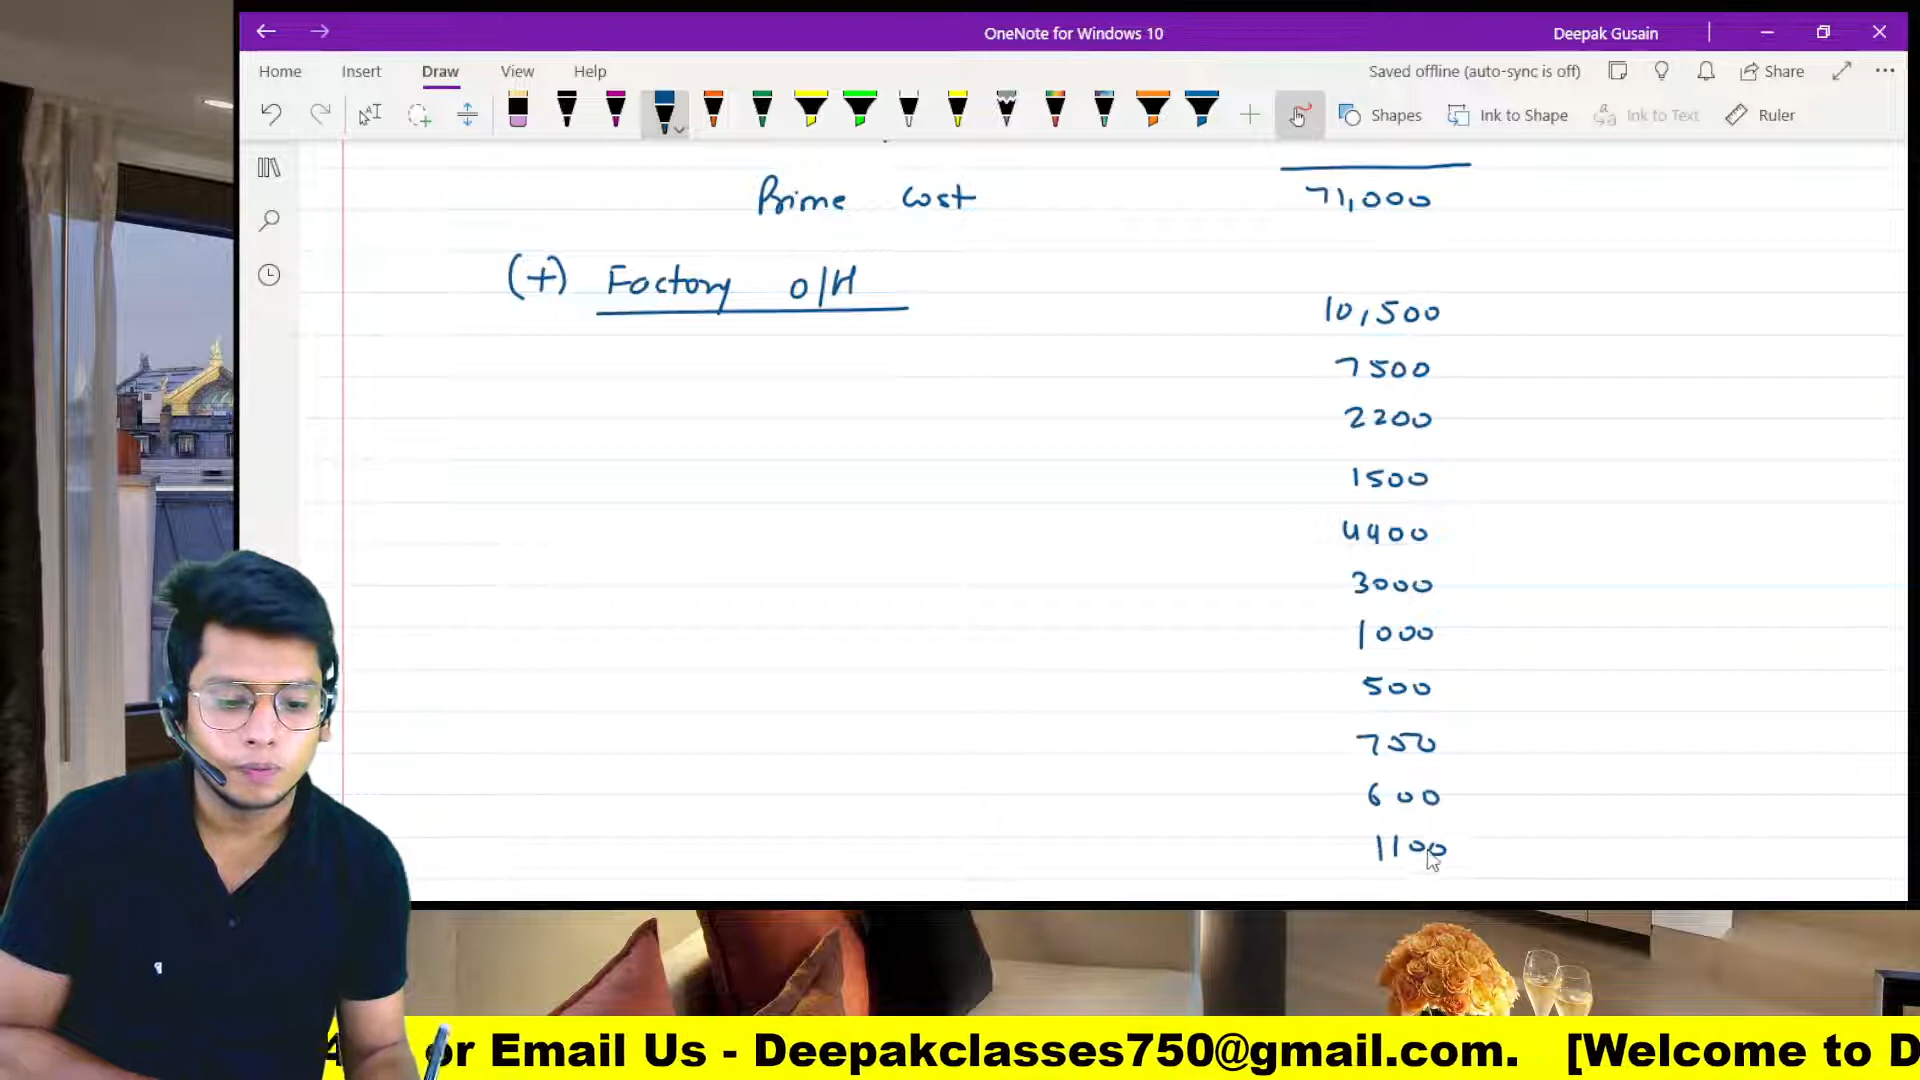 OneNote for Windows 10
Deepak Gusain
Home Insert Draw View Help
Saved offline (auto-sync is off) Share
Shapes Ink to Shape Ink to Text Ruler
Prime cost 71,000
(+) Factory O/H
10,500
7500
2200
1500
4400
3000
1000
500
750
600
1100
or Email Us - Deepakclasses750@gmail.com. [Welcome to D